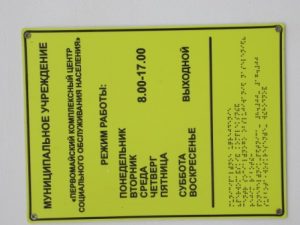 МУНИЦИПАЛЬНОЕ УЧРЕЖДЕНИЕ
«ПЕРВОМАЙСКИЙ КОМПЛЕКСНЫЙ ЦЕНТР
СОЦИАЛЬНОГО ОБСЛУЖИВАНИЯ НАСЕЛЕНИЯ»
РЕЖИМ РАБОТЫ:
ПОНЕДЕЛЬНИК
ВТОРНИК
СРЕДА 8.00-17.00
ЧЕТВЕРГ
ПЯТНИЦА
СУББОТА ВЫХОДНОЙ
ВОСКРЕСЕНЬЕ